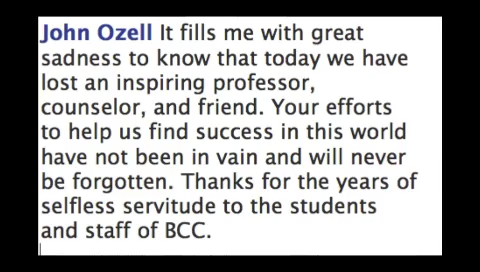 John Ozell It fills me with great
sadness to know that today we have
lost an inspiring professor,
counselor, and friend. Your efforts
to help us find success in this world
have not been in vain and will never
be forgotten. Thanks for the years of
selfless servitude to the students
and staff of BCC.